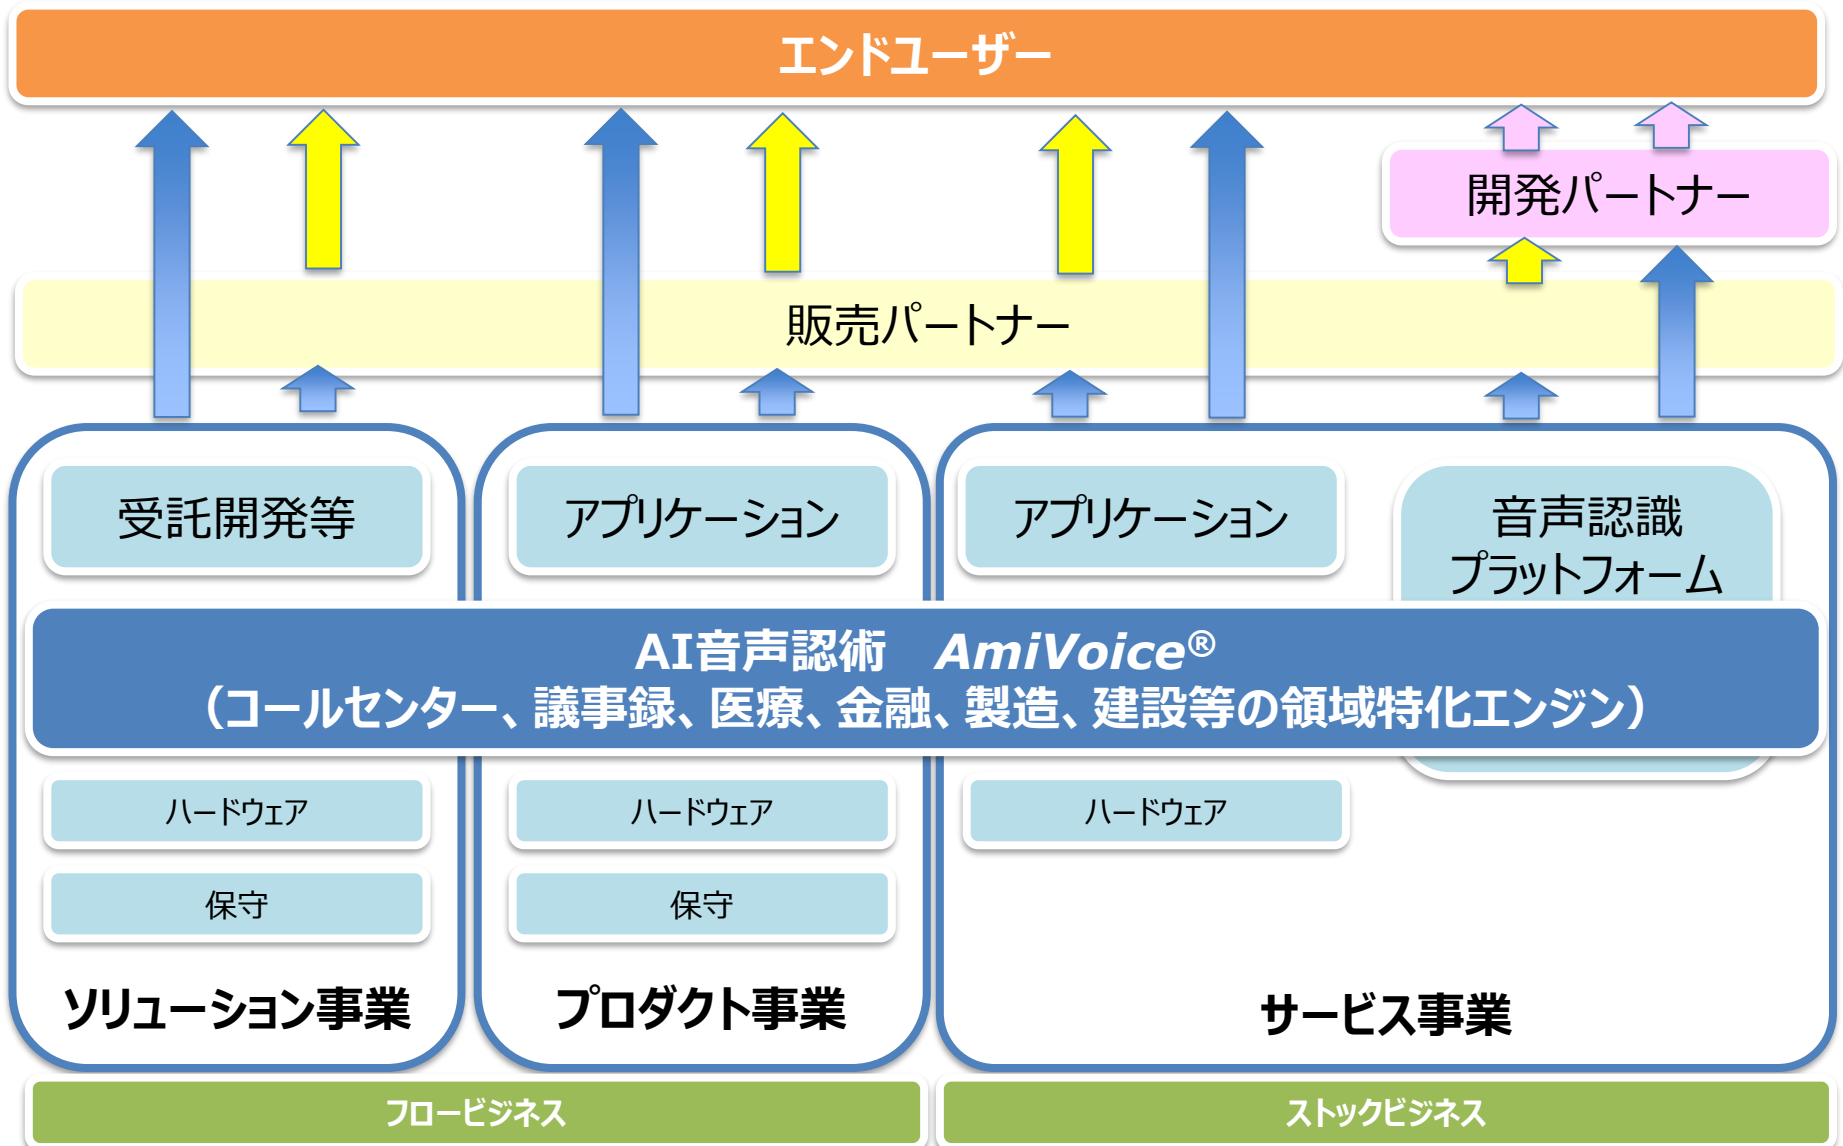 エンドユーザー
開発パートナー
販売パートナー
受託開発等
アプリケーション
アプリケーション
音声認識
プラットフォーム
AI音声認術　AmiVoice®
（コールセンター、議事録、医療、金融、製造、建設等の領域特化エンジン）
ハードウェア
ハードウェア
ハードウェア
保守
保守
ソリューション事業
プロダクト事業
サービス事業
フロービジネス
ストックビジネス